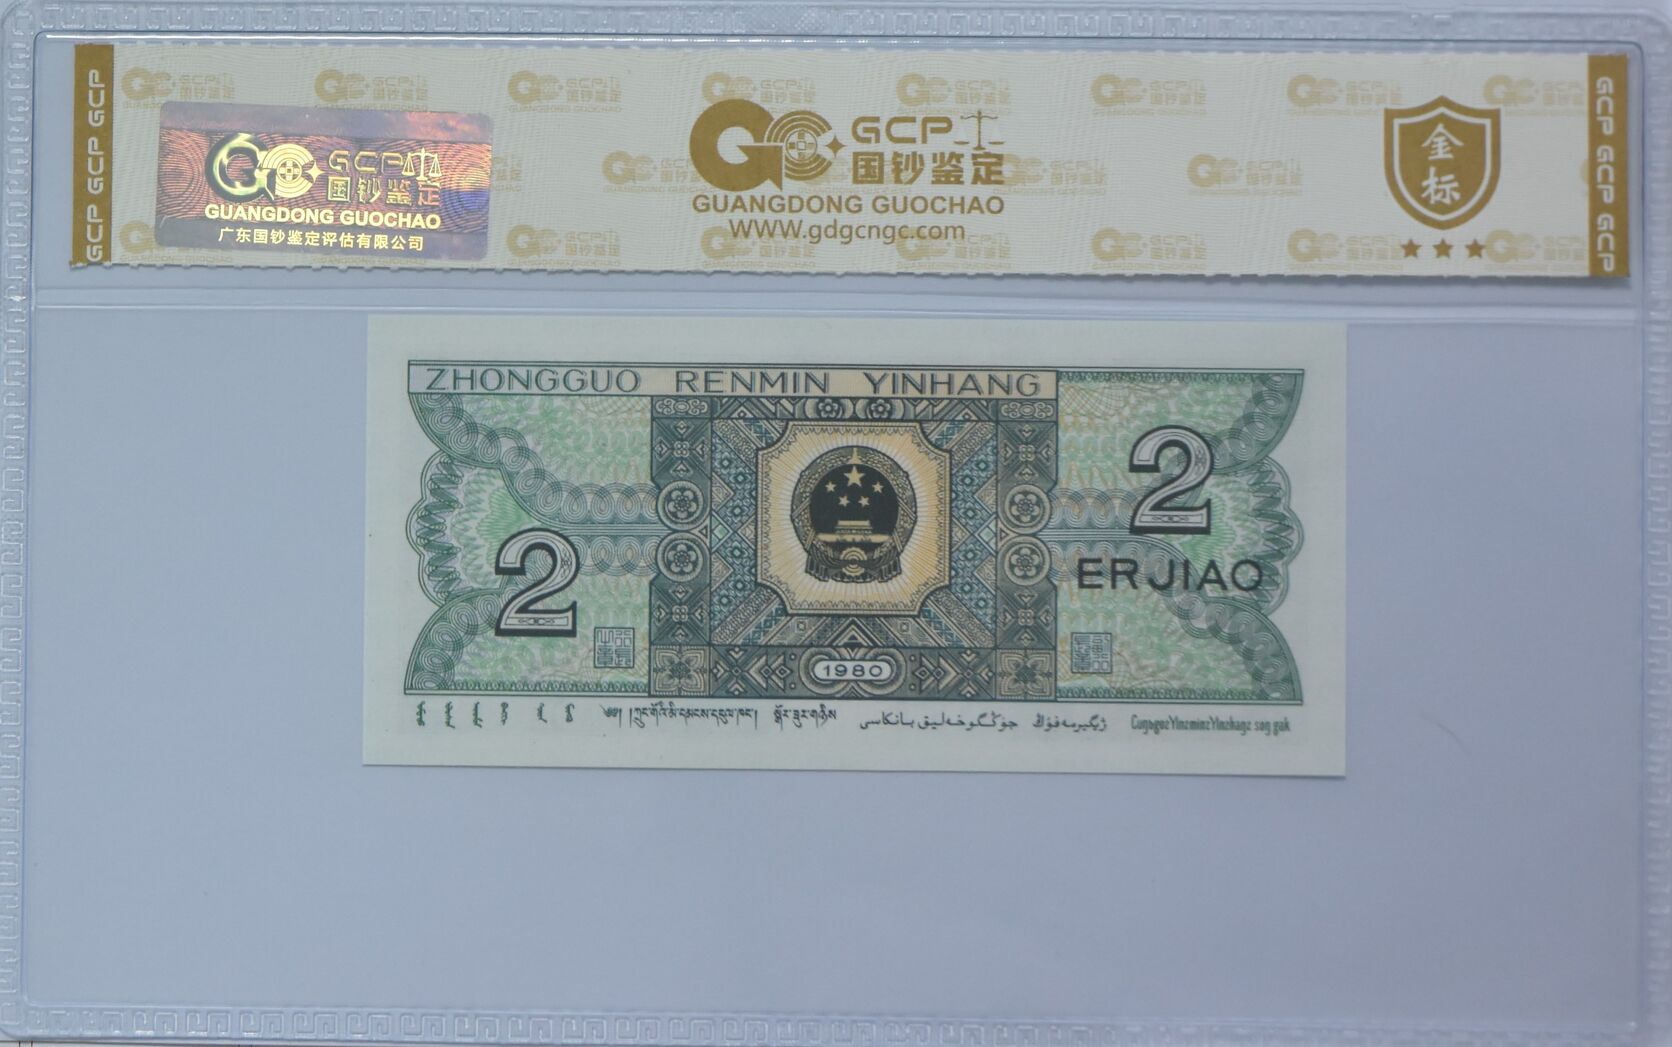 GCP GCP GCP
GCP
国钞鉴定
GUANGDONG GUOCHAO
广东国钞鉴定评估有限公司
GCP
国钞鉴定
GUANGDONG GUOCHAO
WWW.gdgcngc.com
金标
GCP GCP GCP
ZHONGGUO RENMIN YINHANG
2
2
ERJIAO
1980